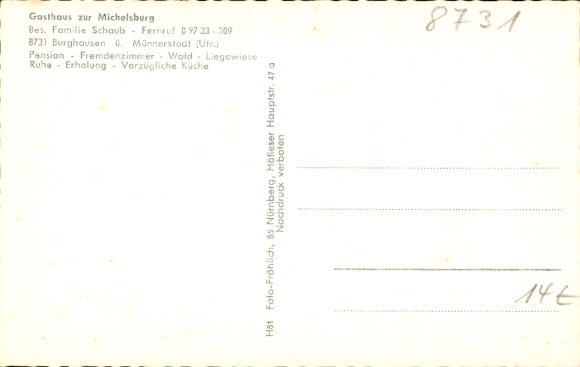 Gasthaus zur Michelsburg
Bes. Familie Schaub - Fernruf 0 97 33 - 309
8731 Burghausen ü. Münnerstadt (Ufr.)
Pension - Fremdenzimmer - Wald - Liegewiese
Ruhe - Erholung - Vorzügliche Küche
H81 Foto-Fröhlich, 85 Nürnberg, Höfleser Hauptstr. 47 a
Nachdruck verboten
8731
14t